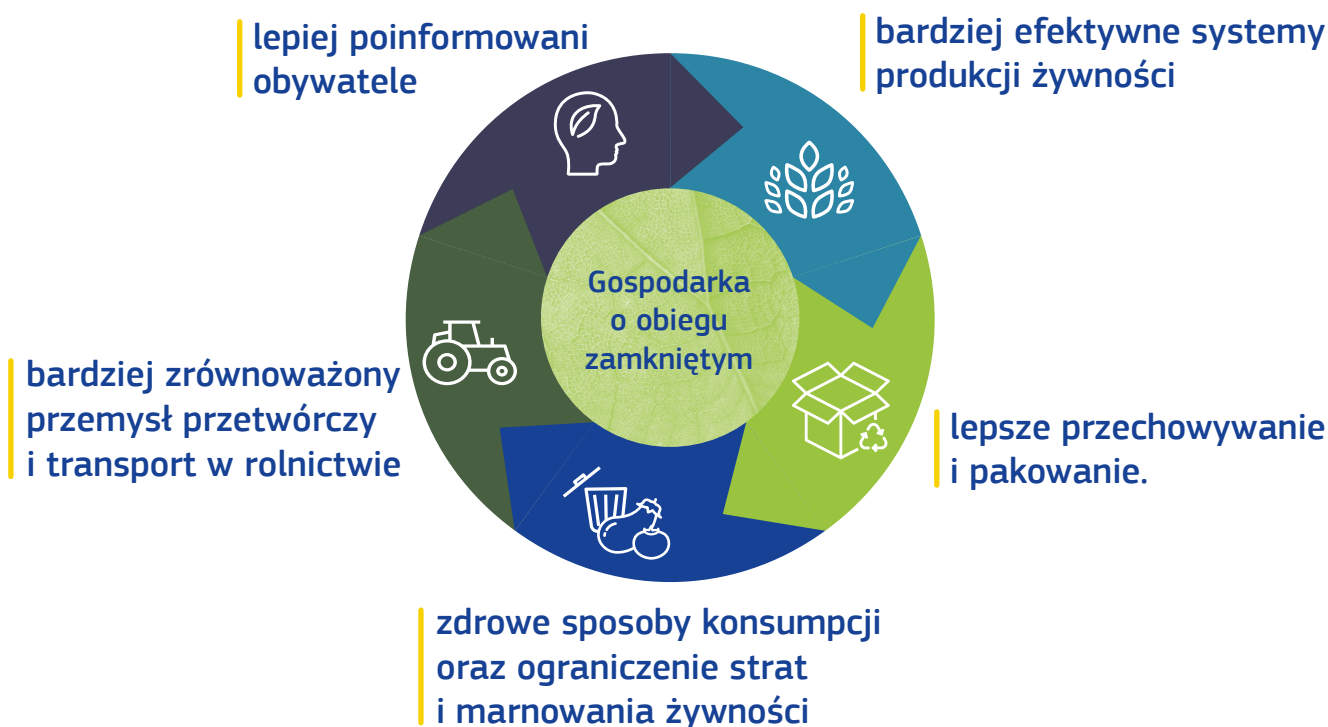 lepiej poinformowani
obywatele
bardziej efektywne systemy
produkcji żywności
Gospodarka
o obiegu
zamkniętym
bardziej zrównoważony
przemysł przetwórczy
i transport w rolnictwie
lepsze przechowywanie
i pakowanie.
zdrowe sposoby konsumpcji
oraz ograniczenie strat
i marnowania żywności